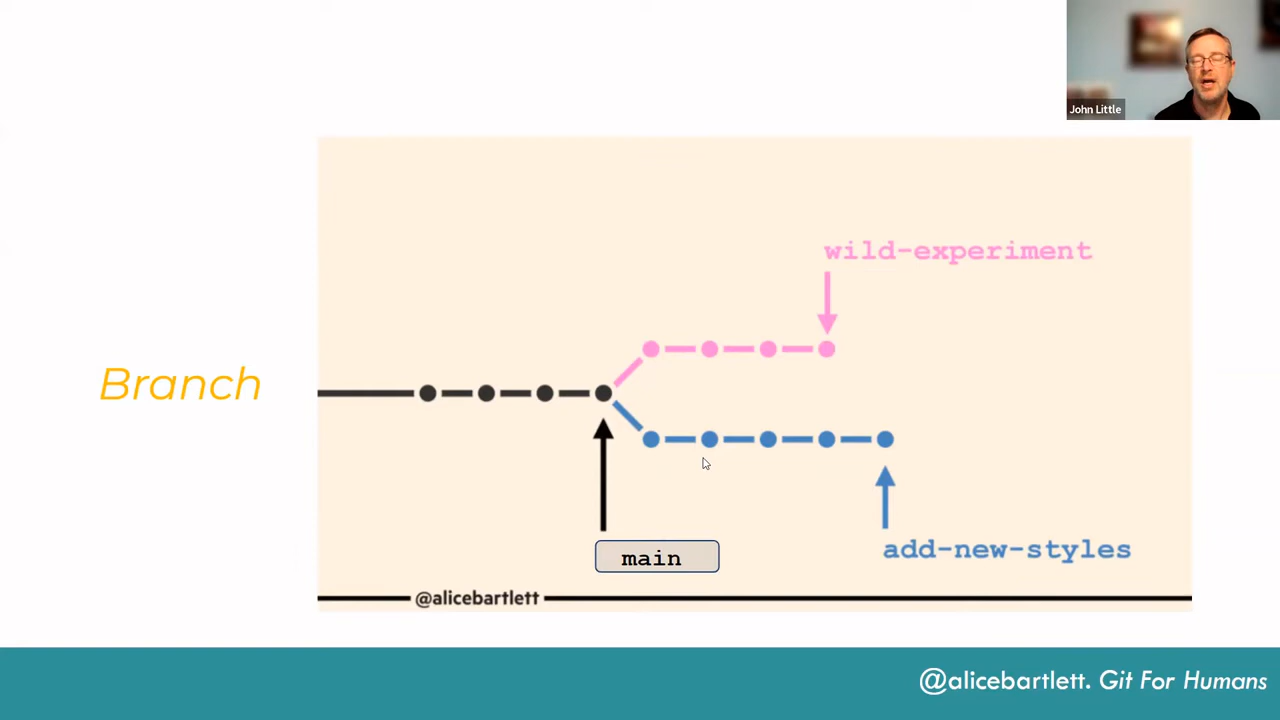 John Little
wild-experiment
Branch
add-new-styles
main
@alicebartlett
@alicebartlett. Git For Humans